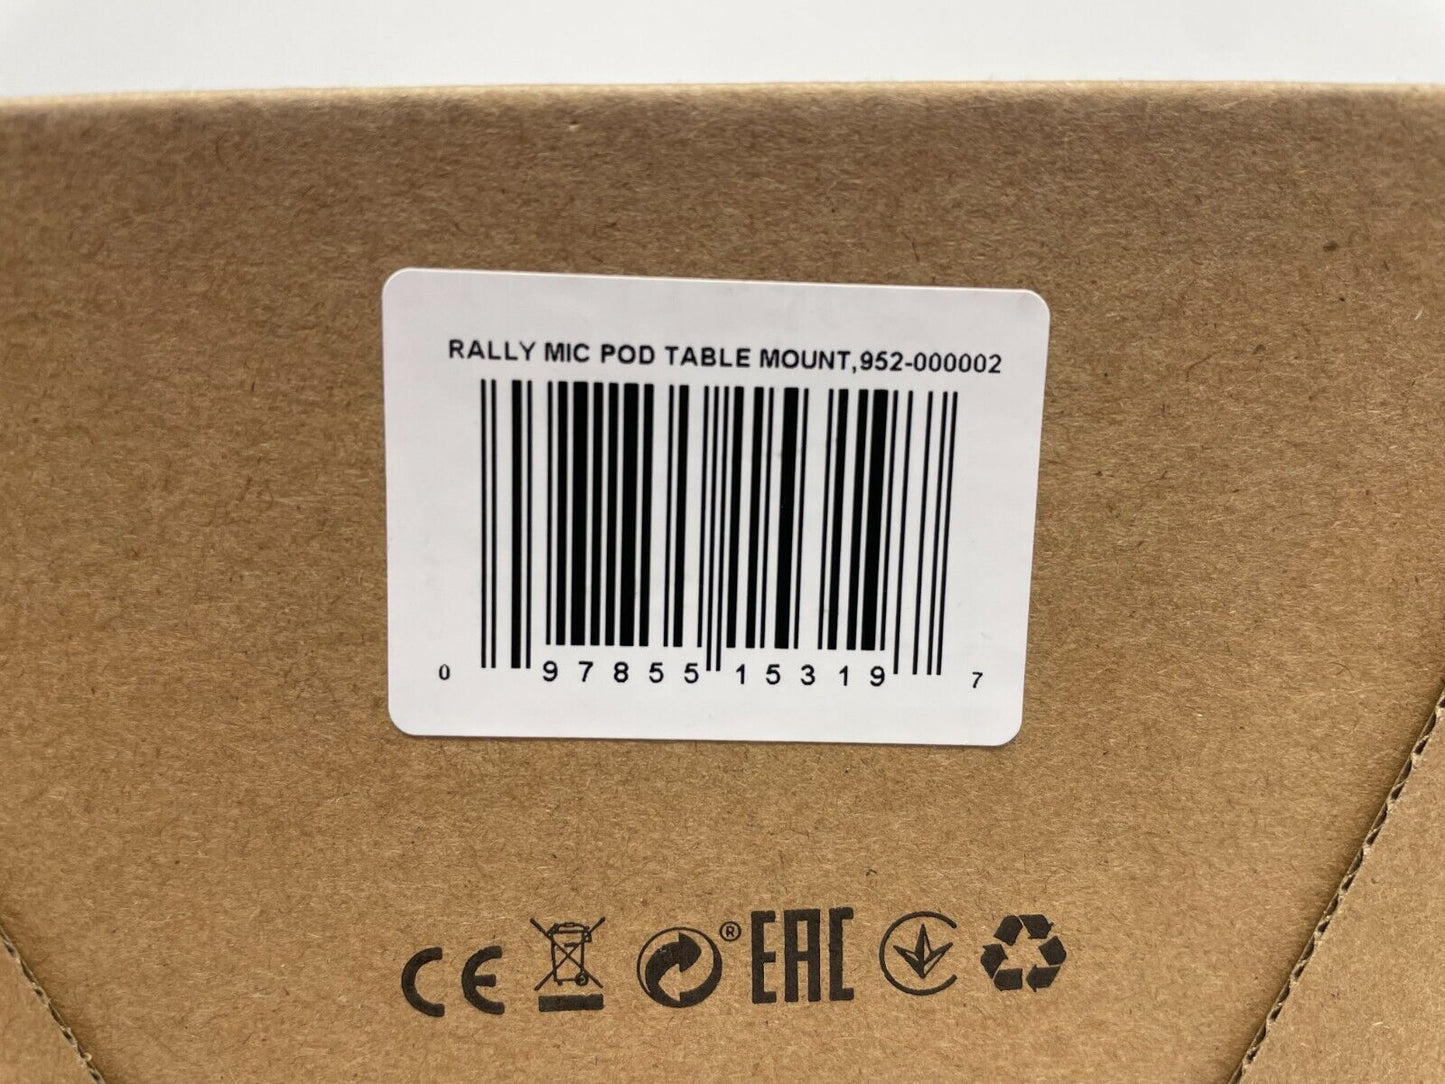 RALLY MIC POD TABLE MOUNT,952-000002
0 97855 15319 7
CE ® EAC